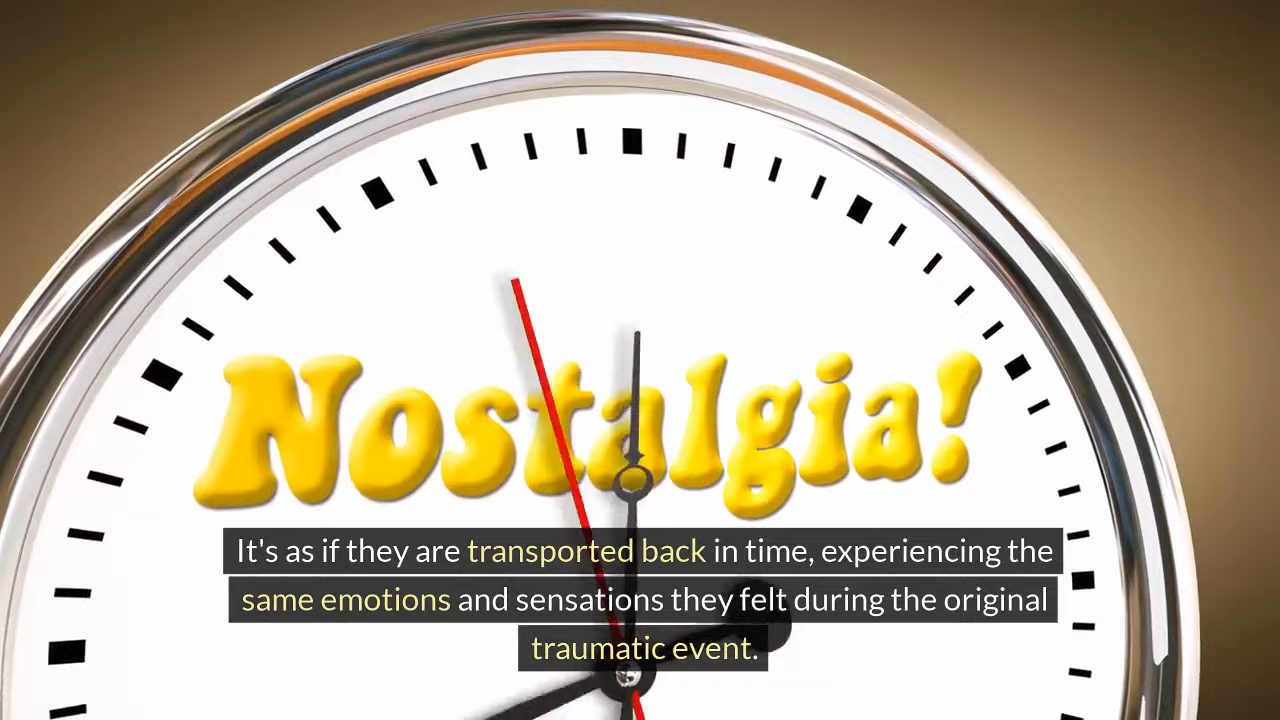 Nostalgia!
It's as if they are transported back in time, experiencing the
same emotions and sensations they felt during the original
traumatic event.